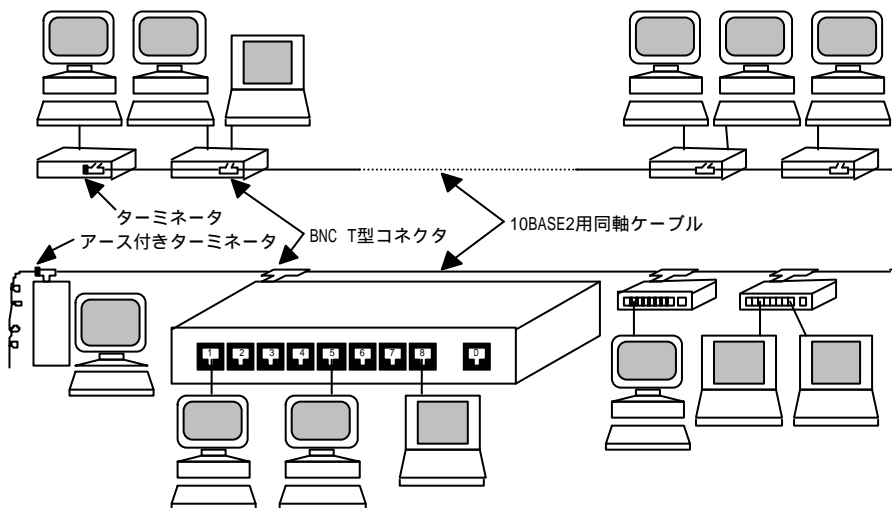 ターミネータ
アース付きターミネータ
BNC T型コネクタ
10BASE2用同軸ケーブル
1 2 3 4 5 6 7 8 0